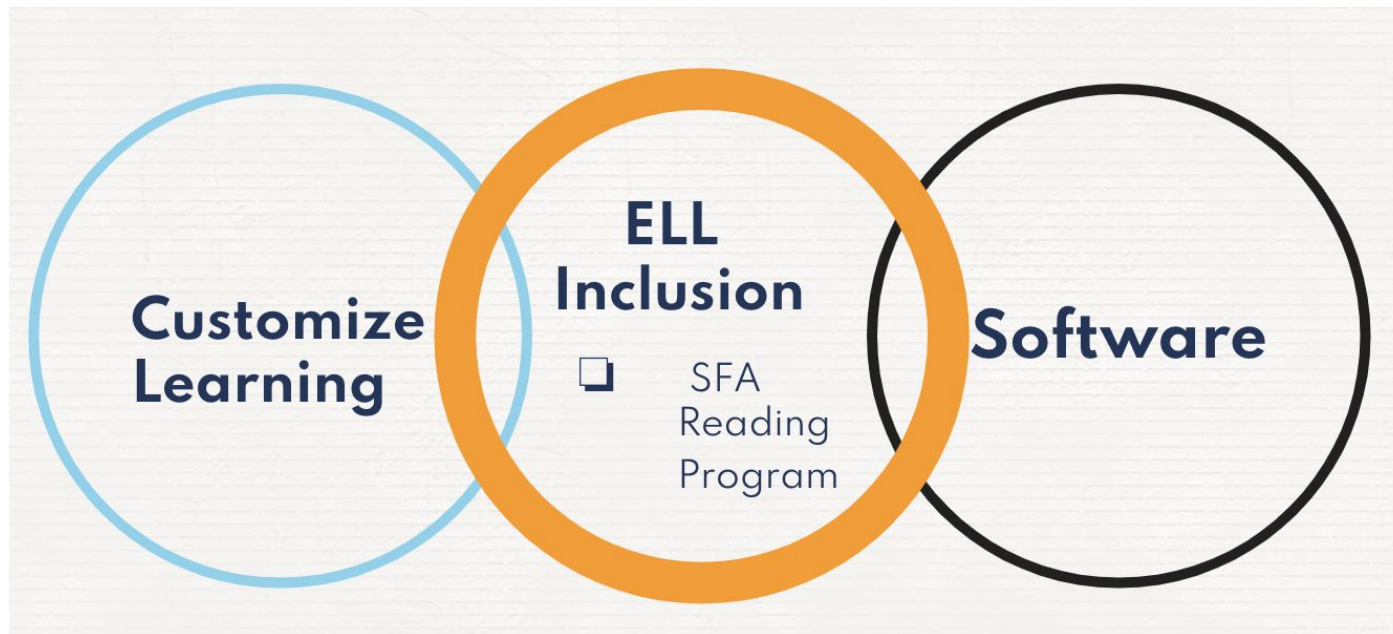 Customize
Learning
ELL
Inclusion
❏ SFA
Reading
Program
Software